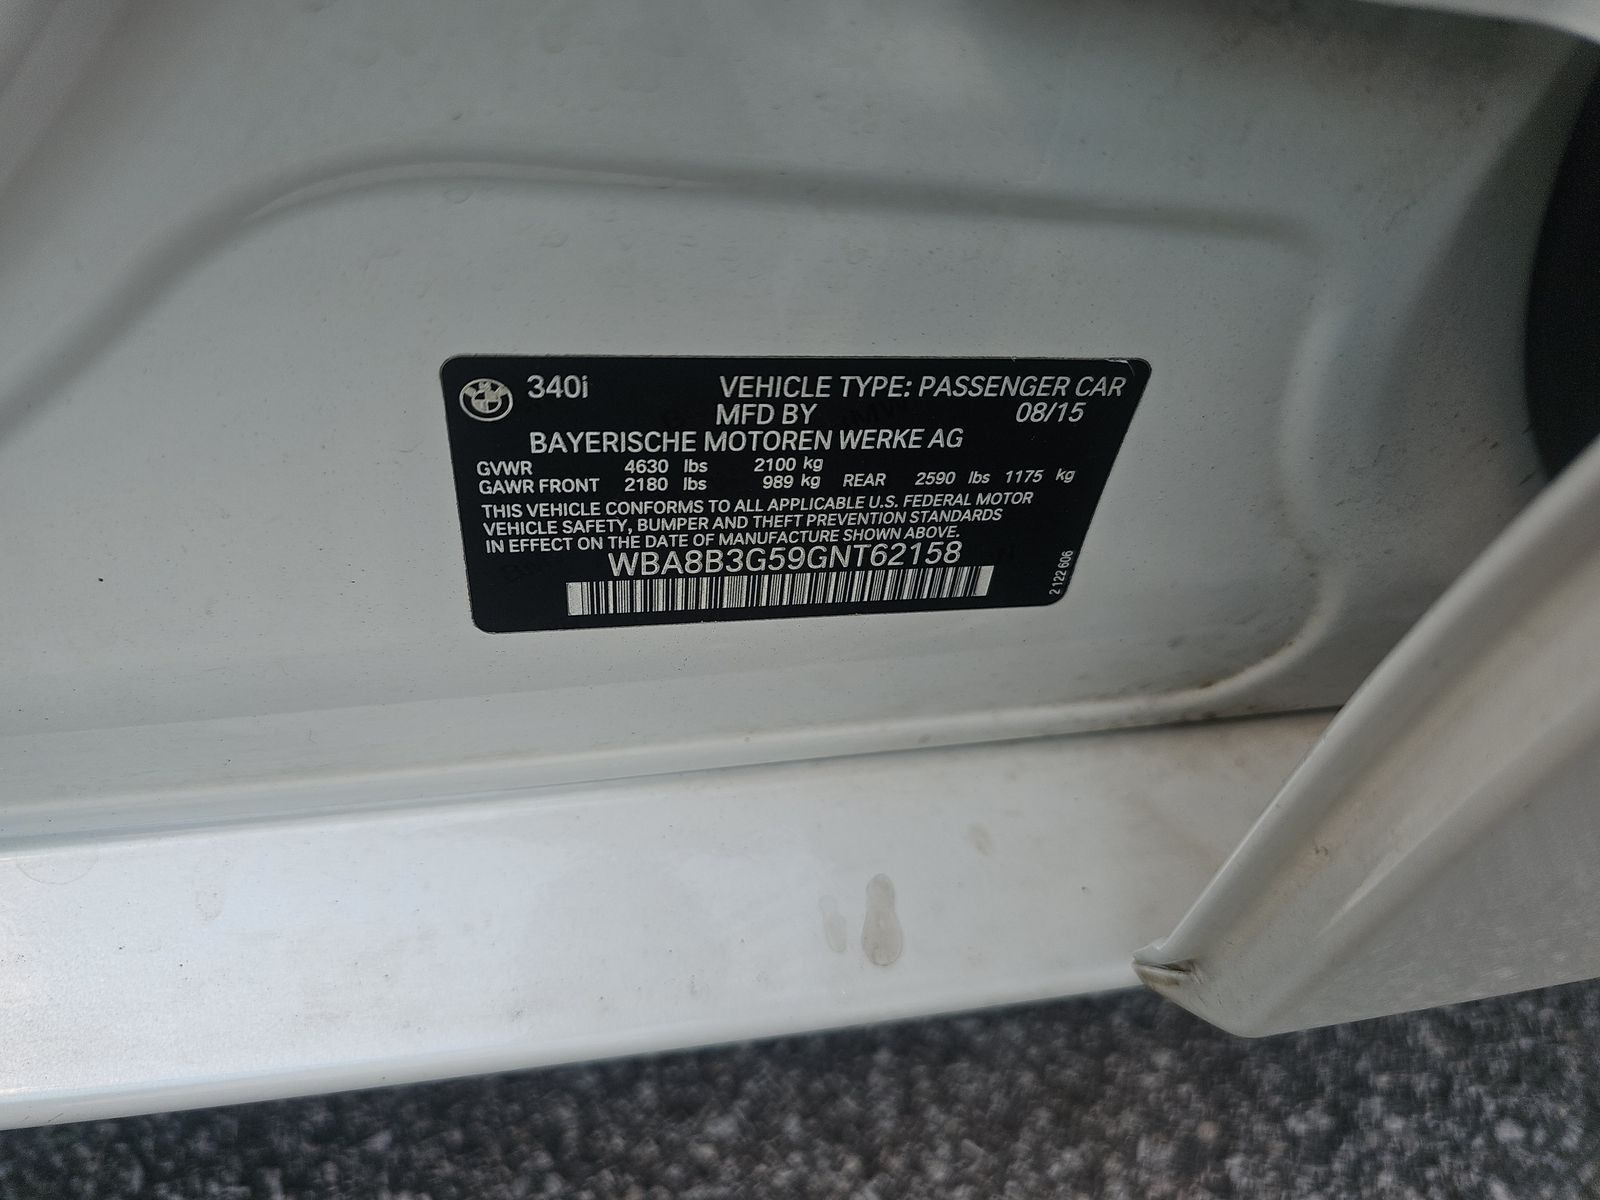 340i VEHICLE TYPE: PASSENGER CAR
MFD BY 08/15
BAYERISCHE MOTOREN WERKE AG
GVWR 4630 lbs 2100 kg
GAWR FRONT 2180 lbs 989 kg REAR 2590 lbs 1175 kg
THIS VEHICLE CONFORMS TO ALL APPLICABLE U.S. FEDERAL MOTOR
VEHICLE SAFETY, BUMPER AND THEFT PREVENTION STANDARDS
IN EFFECT ON THE DATE OF MANUFACTURE SHOWN ABOVE.
WBA8B3G59GNT62158
2 122 606